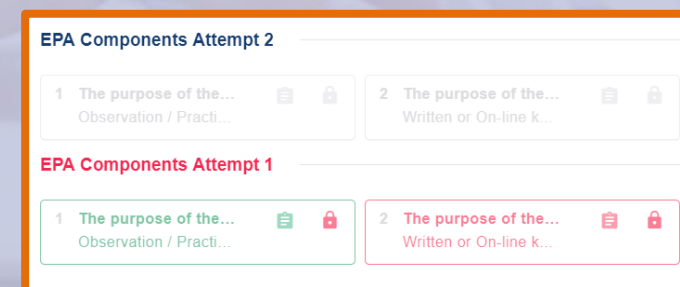 EPA Components Attempt 2
1 The purpose of the...
Observation / Practi...
2 The purpose of the...
Written or On-line k...
EPA Components Attempt 1
1 The purpose of the...
Observation / Practi...
2 The purpose of the...
Written or On-line k...